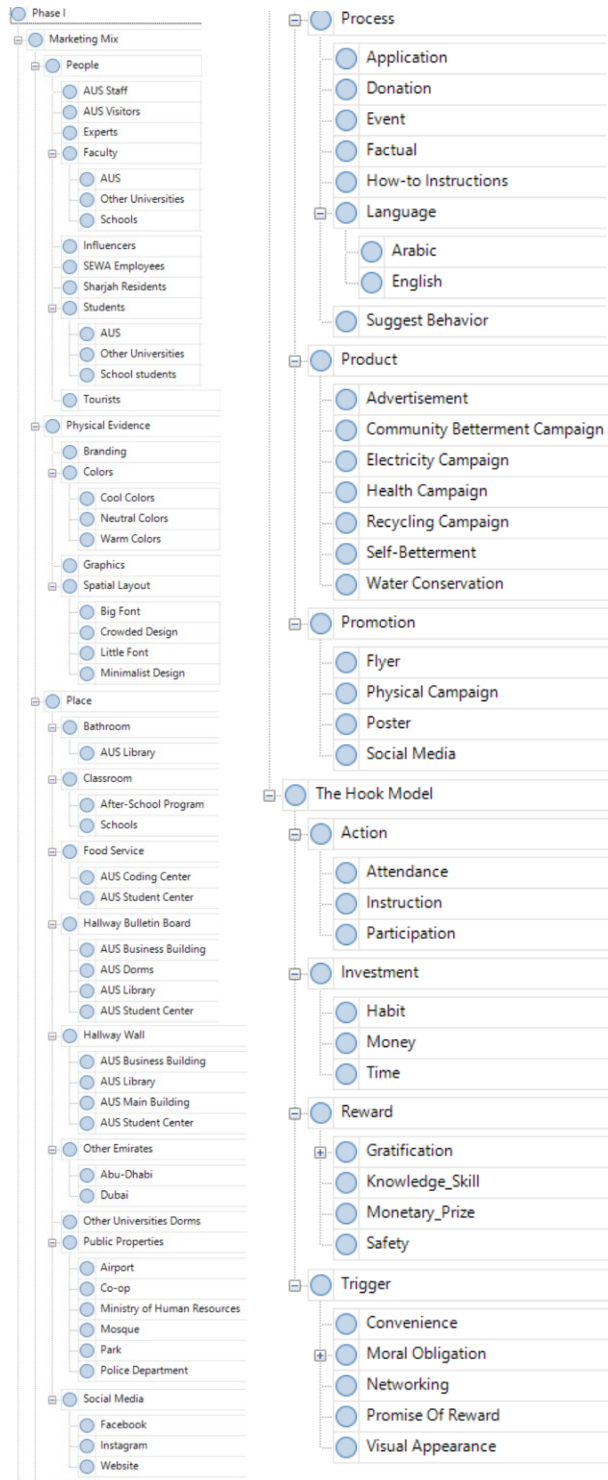 Phase I
Marketing Mix
People
AUS Staff
AUS Visitors
Experts
Faculty
AUS
Other Universities
Schools
Influencers
SEWA Employees
Sharjah Residents
Students
AUS
Other Universities
School students
Tourists
Physical Evidence
Branding
Colors
Cool Colors
Neutral Colors
Warm Colors
Graphics
Spatial Layout
Big Font
Crowded Design
Little Font
Minimalist Design
Place
Bathroom
AUS Library
Classroom
After-School Program
Schools
Food Service
AUS Coding Center
AUS Student Center
Hallway Bulletin Board
AUS Business Building
AUS Dorms
AUS Library
AUS Student Center
Hallway Wall
AUS Business Building
AUS Library
AUS Main Building
AUS Student Center
Other Emirates
Abu-Dhabi
Dubai
Other Universities Dorms
Public Properties
Airport
Co-op
Ministry of Human Resources
Mosque
Park
Police Department
Social Media
Facebook
Instagram
Website
Process
Application
Donation
Event
Factual
How-to Instructions
Language
Arabic
English
Suggest Behavior
Product
Advertisement
Community Betterment Campaign
Electricity Campaign
Health Campaign
Recycling Campaign
Self-Betterment
Water Conservation
Promotion
Flyer
Physical Campaign
Poster
Social Media
The Hook Model
Action
Attendance
Instruction
Participation
Investment
Habit
Money
Time
Reward
Gratification
Knowledge_Skill
Monetary_Prize
Safety
Trigger
Convenience
Moral Obligation
Networking
Promise Of Reward
Visual Appearance